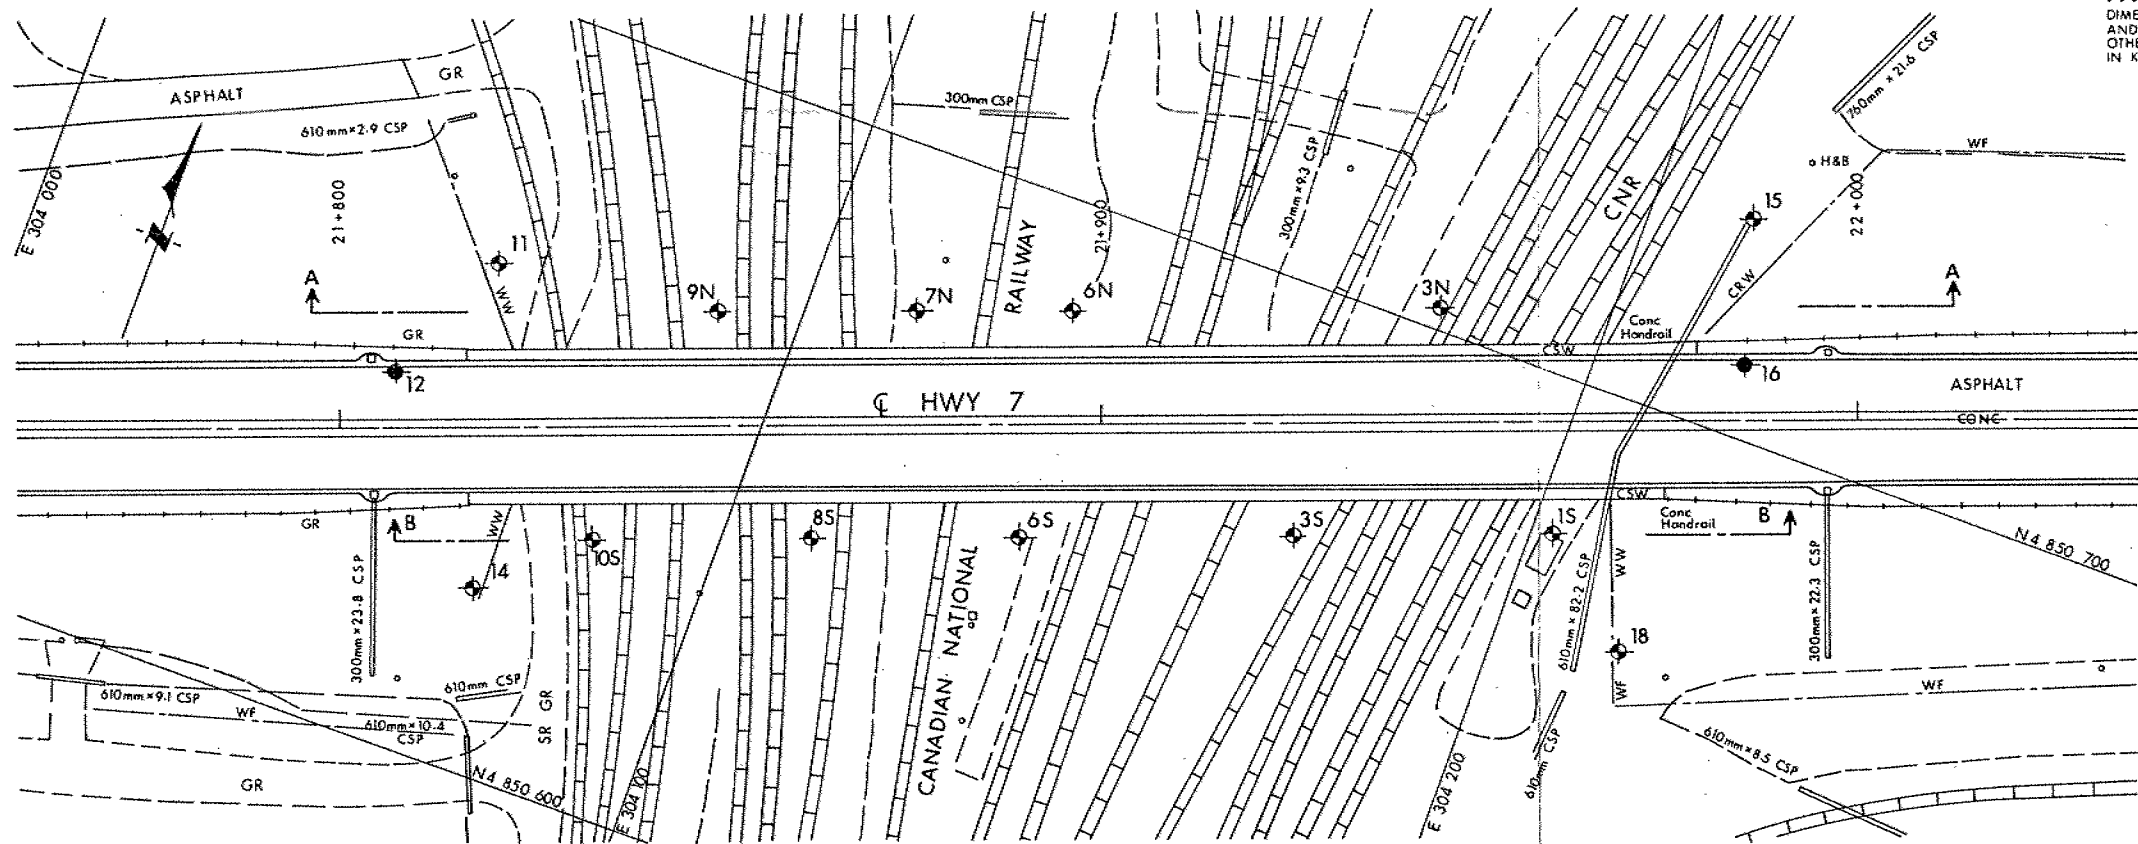 DIME
AND
OTHE
IN K
GR
ASPHALT
610mm×2.9 CSP
300mm CSP
760mm × 21.6 CSP
WF
H&B
E 304 000
N
21+800
11
A
WW
GR
9N
7N
RAILWAY
6N
21+900
300mm×9.3 CSP
3N
CNR
15
22+000
CRW
A
Conc
Handrail
CSW
12
16
ASPHALT
℄ HWY 7
CONC
GR
B
WW
10S
8S
6S
3S
1S
CSW
Conc
Handrail
B
N 4 850 700
14
300mm×23.8 CSP
CANADIAN NATIONAL
610mm×82.2 CSP
WW
18
WF
300mm×22.3 CSP
WF
610mm×9.1 CSP
WF
610mm CSP
610mm×10.4
CSP
GR
SR
GR
N 4 850 600
E 304 100
E 304 200
610mm CSP
610mm×8.5 CSP